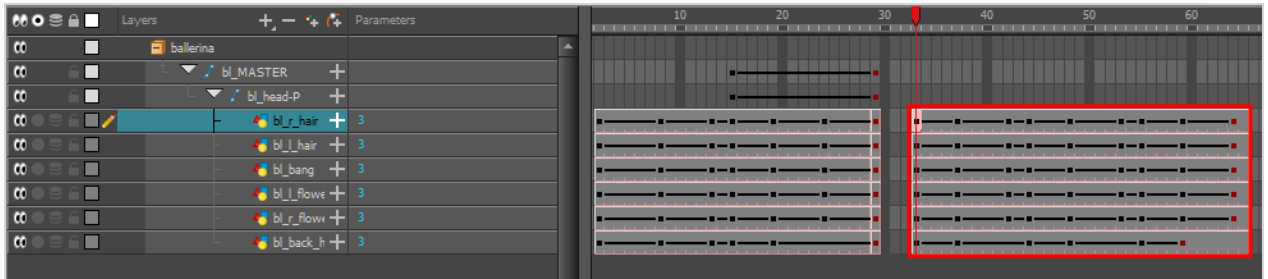 Layers Parameters 10 20 30 40 50 60
ballerina
bl_MASTER
bl_head-P
bl_r_hair 3
bl_l_hair 3
bl_bang 3
bl_l_flowe 3
bl_r_flowe 3
bl_back_h 3